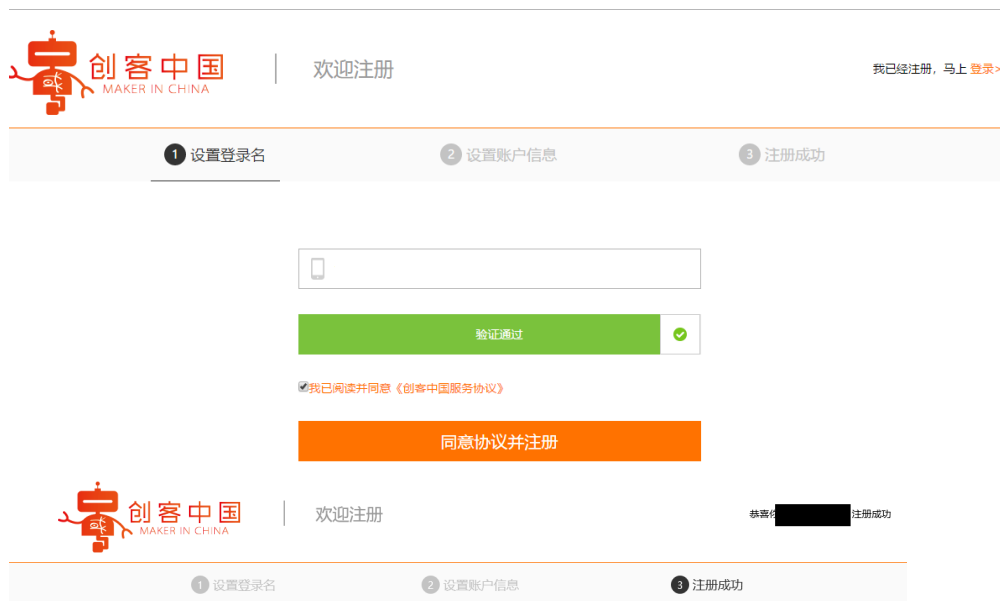 创客中国
MAKER IN CHINA
欢迎注册
我已经注册，马上 登录>
1 设置登录名
2 设置账户信息
3 注册成功
验证通过
我已阅读并同意《创客中国服务协议》
同意协议并注册
创客中国
MAKER IN CHINA
欢迎注册
恭喜你 注册成功
1 设置登录名
2 设置账户信息
3 注册成功